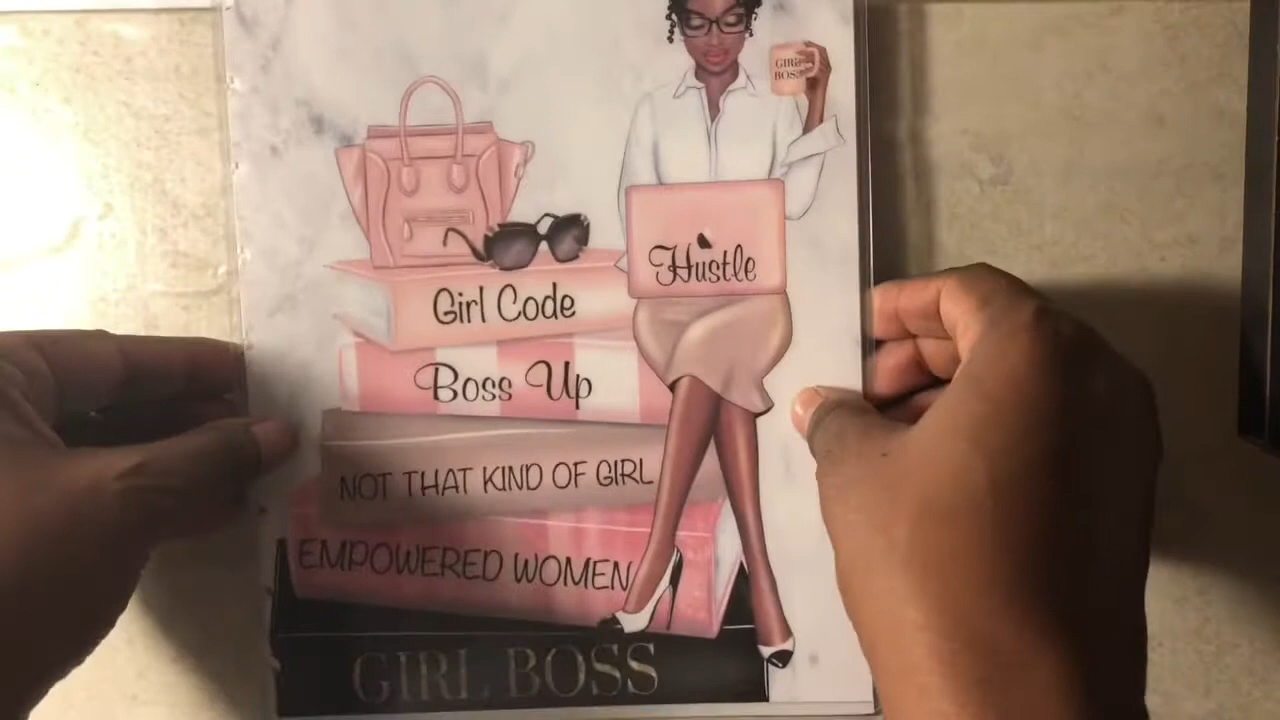 GIRL
BOSS
Hustle
Girl Code
Boss Up
NOT THAT KIND OF GIRL
EMPOWERED WOMEN
GIRL BOSS